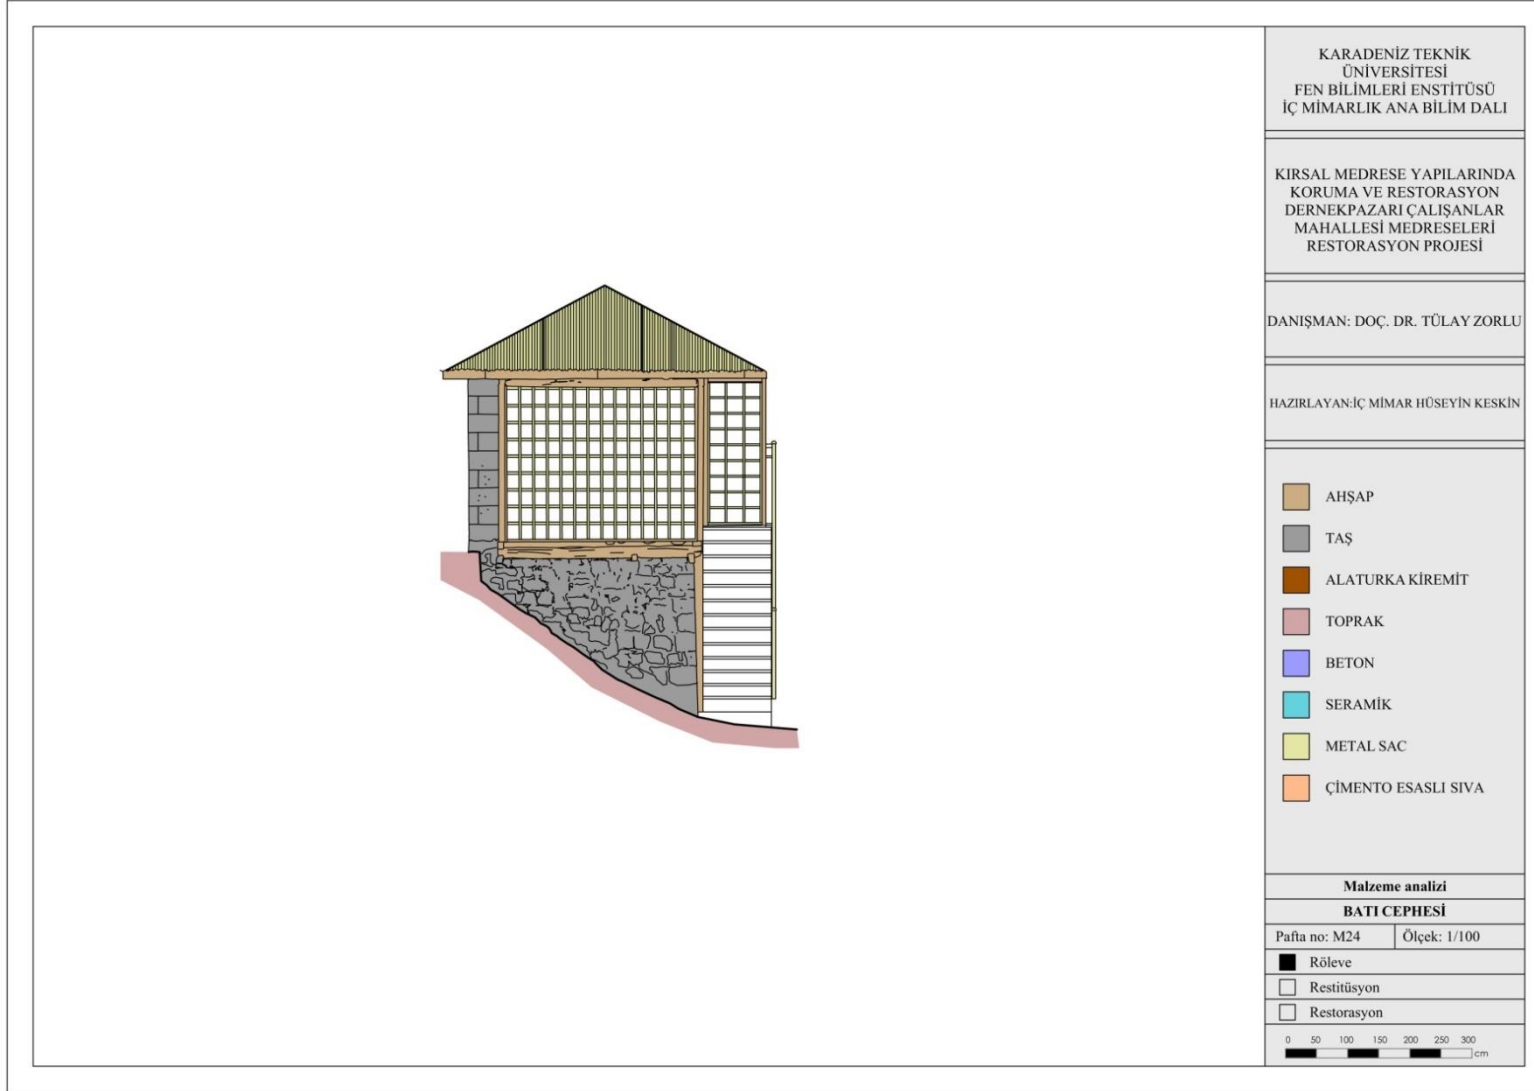 KARADENİZ TEKNİK
ÜNİVERSİTESİ
FEN BİLİMLERİ ENSTİTÜSÜ
İÇ MİMARLIK ANA BİLİM DALI
KIRSAL MEDRESE YAPILARINDA
KORUMA VE RESTORASYON
DERNEKPAZARI ÇALIŞANLAR
MAHALLESİ MEDRESELERİ
RESTORASYON PROJESİ
DANIŞMAN: DOÇ. DR. TÜLAY ZORLU
HAZIRLAYAN:İÇ MİMAR HÜSEYİN KESKİN
AHŞAP
TAŞ
ALATURKA KİREMİT
TOPRAK
BETON
SERAMİK
METAL SAC
ÇİMENTO ESASLI SIVA
Malzeme analizi
BATI CEPHESİ
Pafta no: M24 Ölçek: 1/100
Röleve
Restitüsyon
Restorasyon
0 50 100 150 200 250 300
cm